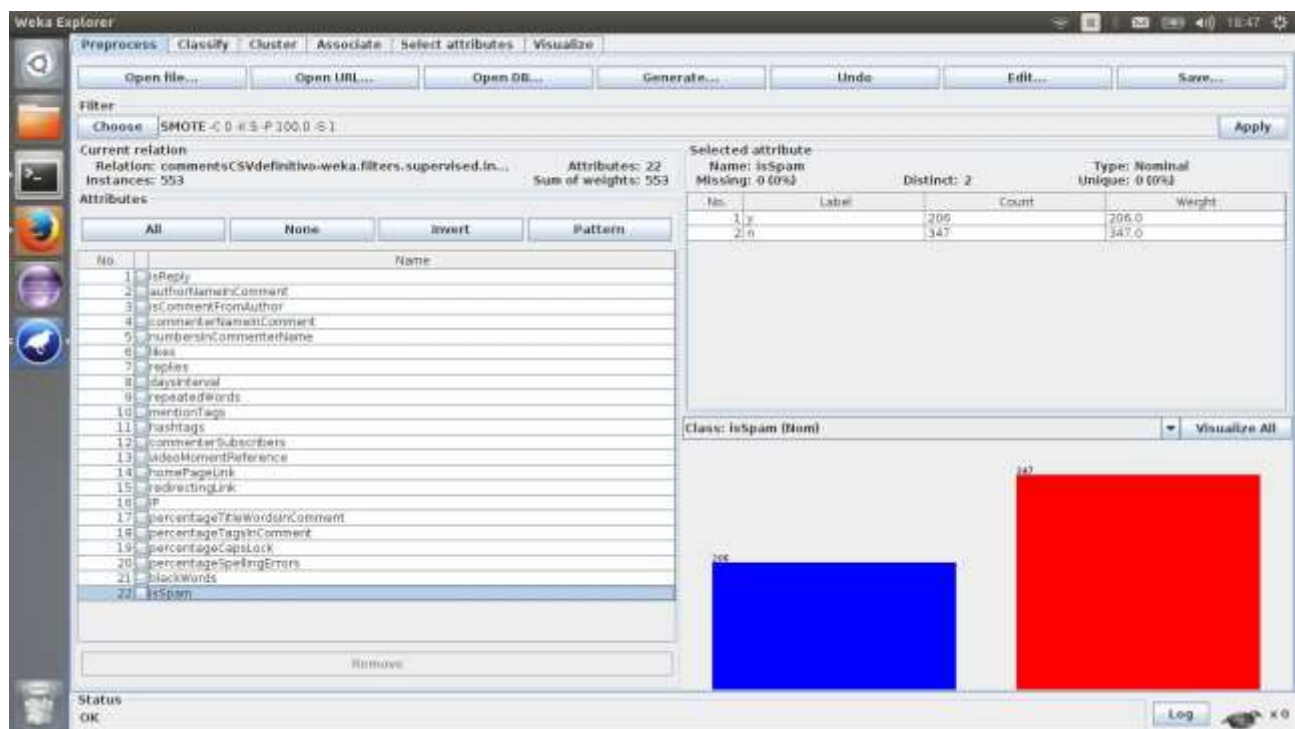 Weka Explorer
18:47
Preprocess Classify Cluster Associate Select attributes Visualize
Open file... Open URL... Open DB... Generate... Undo Edit... Save...
Filter
Choose SMOTE -C 0 -K 5 -P 100.0 -S 1 Apply
Current relation
Relation: commentsCSVdefinitivo-weka.filters.supervised.in... Attributes: 22
Instances: 553 Sum of weights: 553
Selected attribute
Name: isSpam Type: Nominal
Missing: 0 (0%) Distinct: 2 Unique: 0 (0%)
Attributes
All None Invert Pattern
No. Name
1 isReply
2 authorNameInComment
3 isCommentFromAuthor
4 commenterNameInComment
5 numbersInCommenterName
6 likes
7 replies
8 daysInterval
9 repeatedWords
10 mentionTags
11 hashtags
12 commenterSubscribers
13 videoMomentReference
14 homePageLink
15 redirectingLink
16 IP
17 percentageTitleWordsInComment
18 percentageTagsInComment
19 percentageCapsLock
20 percentageSpellingErrors
21 blackWords
22 isSpam
Remove
No. Label Count Weight
1 y 206 206.0
2 n 347 347.0
Class: isSpam (Nom) Visualize All
206
347
Status
OK
Log x 0